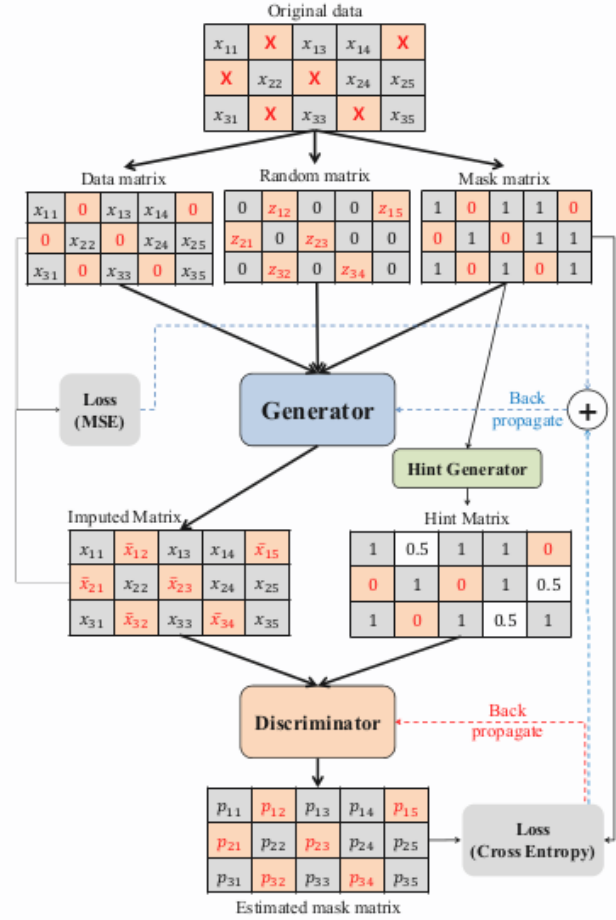 Original data
x₁₁ X x₁₃ x₁₄ X
X x₂₂ X x₂₄ x₂₅
x₃₁ X x₃₃ X x₃₅
Data matrix
x₁₁ 0 x₁₃ x₁₄ 0
0 x₂₂ 0 x₂₄ x₂₅
x₃₁ 0 x₃₃ 0 x₃₅
Random matrix
0 z₁₂ 0 0 z₁₅
z₂₁ 0 z₂₃ 0 0
0 z₃₂ 0 z₃₄ 0
Mask matrix
1 0 1 1 0
0 1 0 1 1
1 0 1 0 1
Loss
(MSE)
Generator
Back
propagate
+
Hint Generator
Imputed Matrix
x₁₁ x̄₁₂ x₁₃ x₁₄ x̄₁₅
x̄₂₁ x₂₂ x̄₂₃ x₂₄ x₂₅
x₃₁ x̄₃₂ x₃₃ x̄₃₄ x₃₅
Hint Matrix
1 0.5 1 1 0
0 1 0 1 0.5
1 0 1 0.5 1
Discriminator
Back
propagate
p₁₁ p₁₂ p₁₃ p₁₄ p₁₅
p₂₁ p₂₂ p₂₃ p₂₄ p₂₅
p₃₁ p₃₂ p₃₃ p₃₄ p₃₅
Estimated mask matrix
Loss
(Cross Entropy)